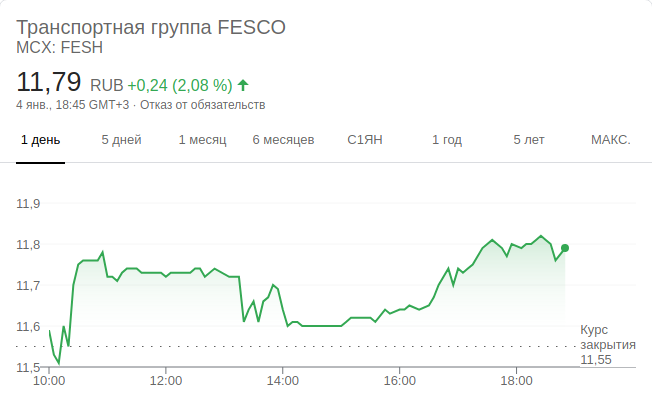 Транспортная группа FESCO
MCX: FESH
11,79 RUB +0,24 (2,08 %)
4 янв., 18:45 GMT+3 · Отказ от обязательств
1 день 5 дней 1 месяц 6 месяцев С1ЯН 1 год 5 лет МАКС.
11,9
11,8
11,7
11,6
11,5
Курс
закрытия
11,55
10:00 12:00 14:00 16:00 18:00